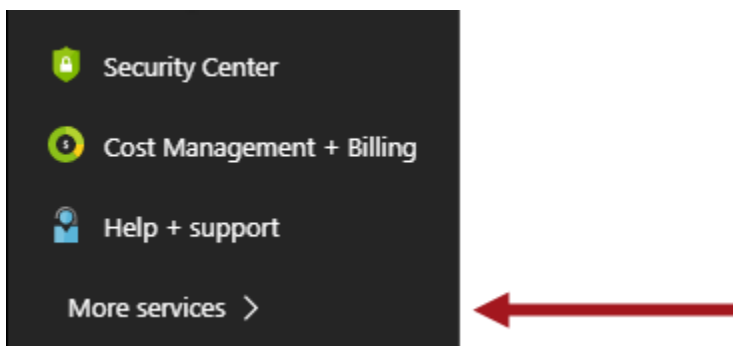 Security Center
Cost Management + Billing
Help + support
More services >